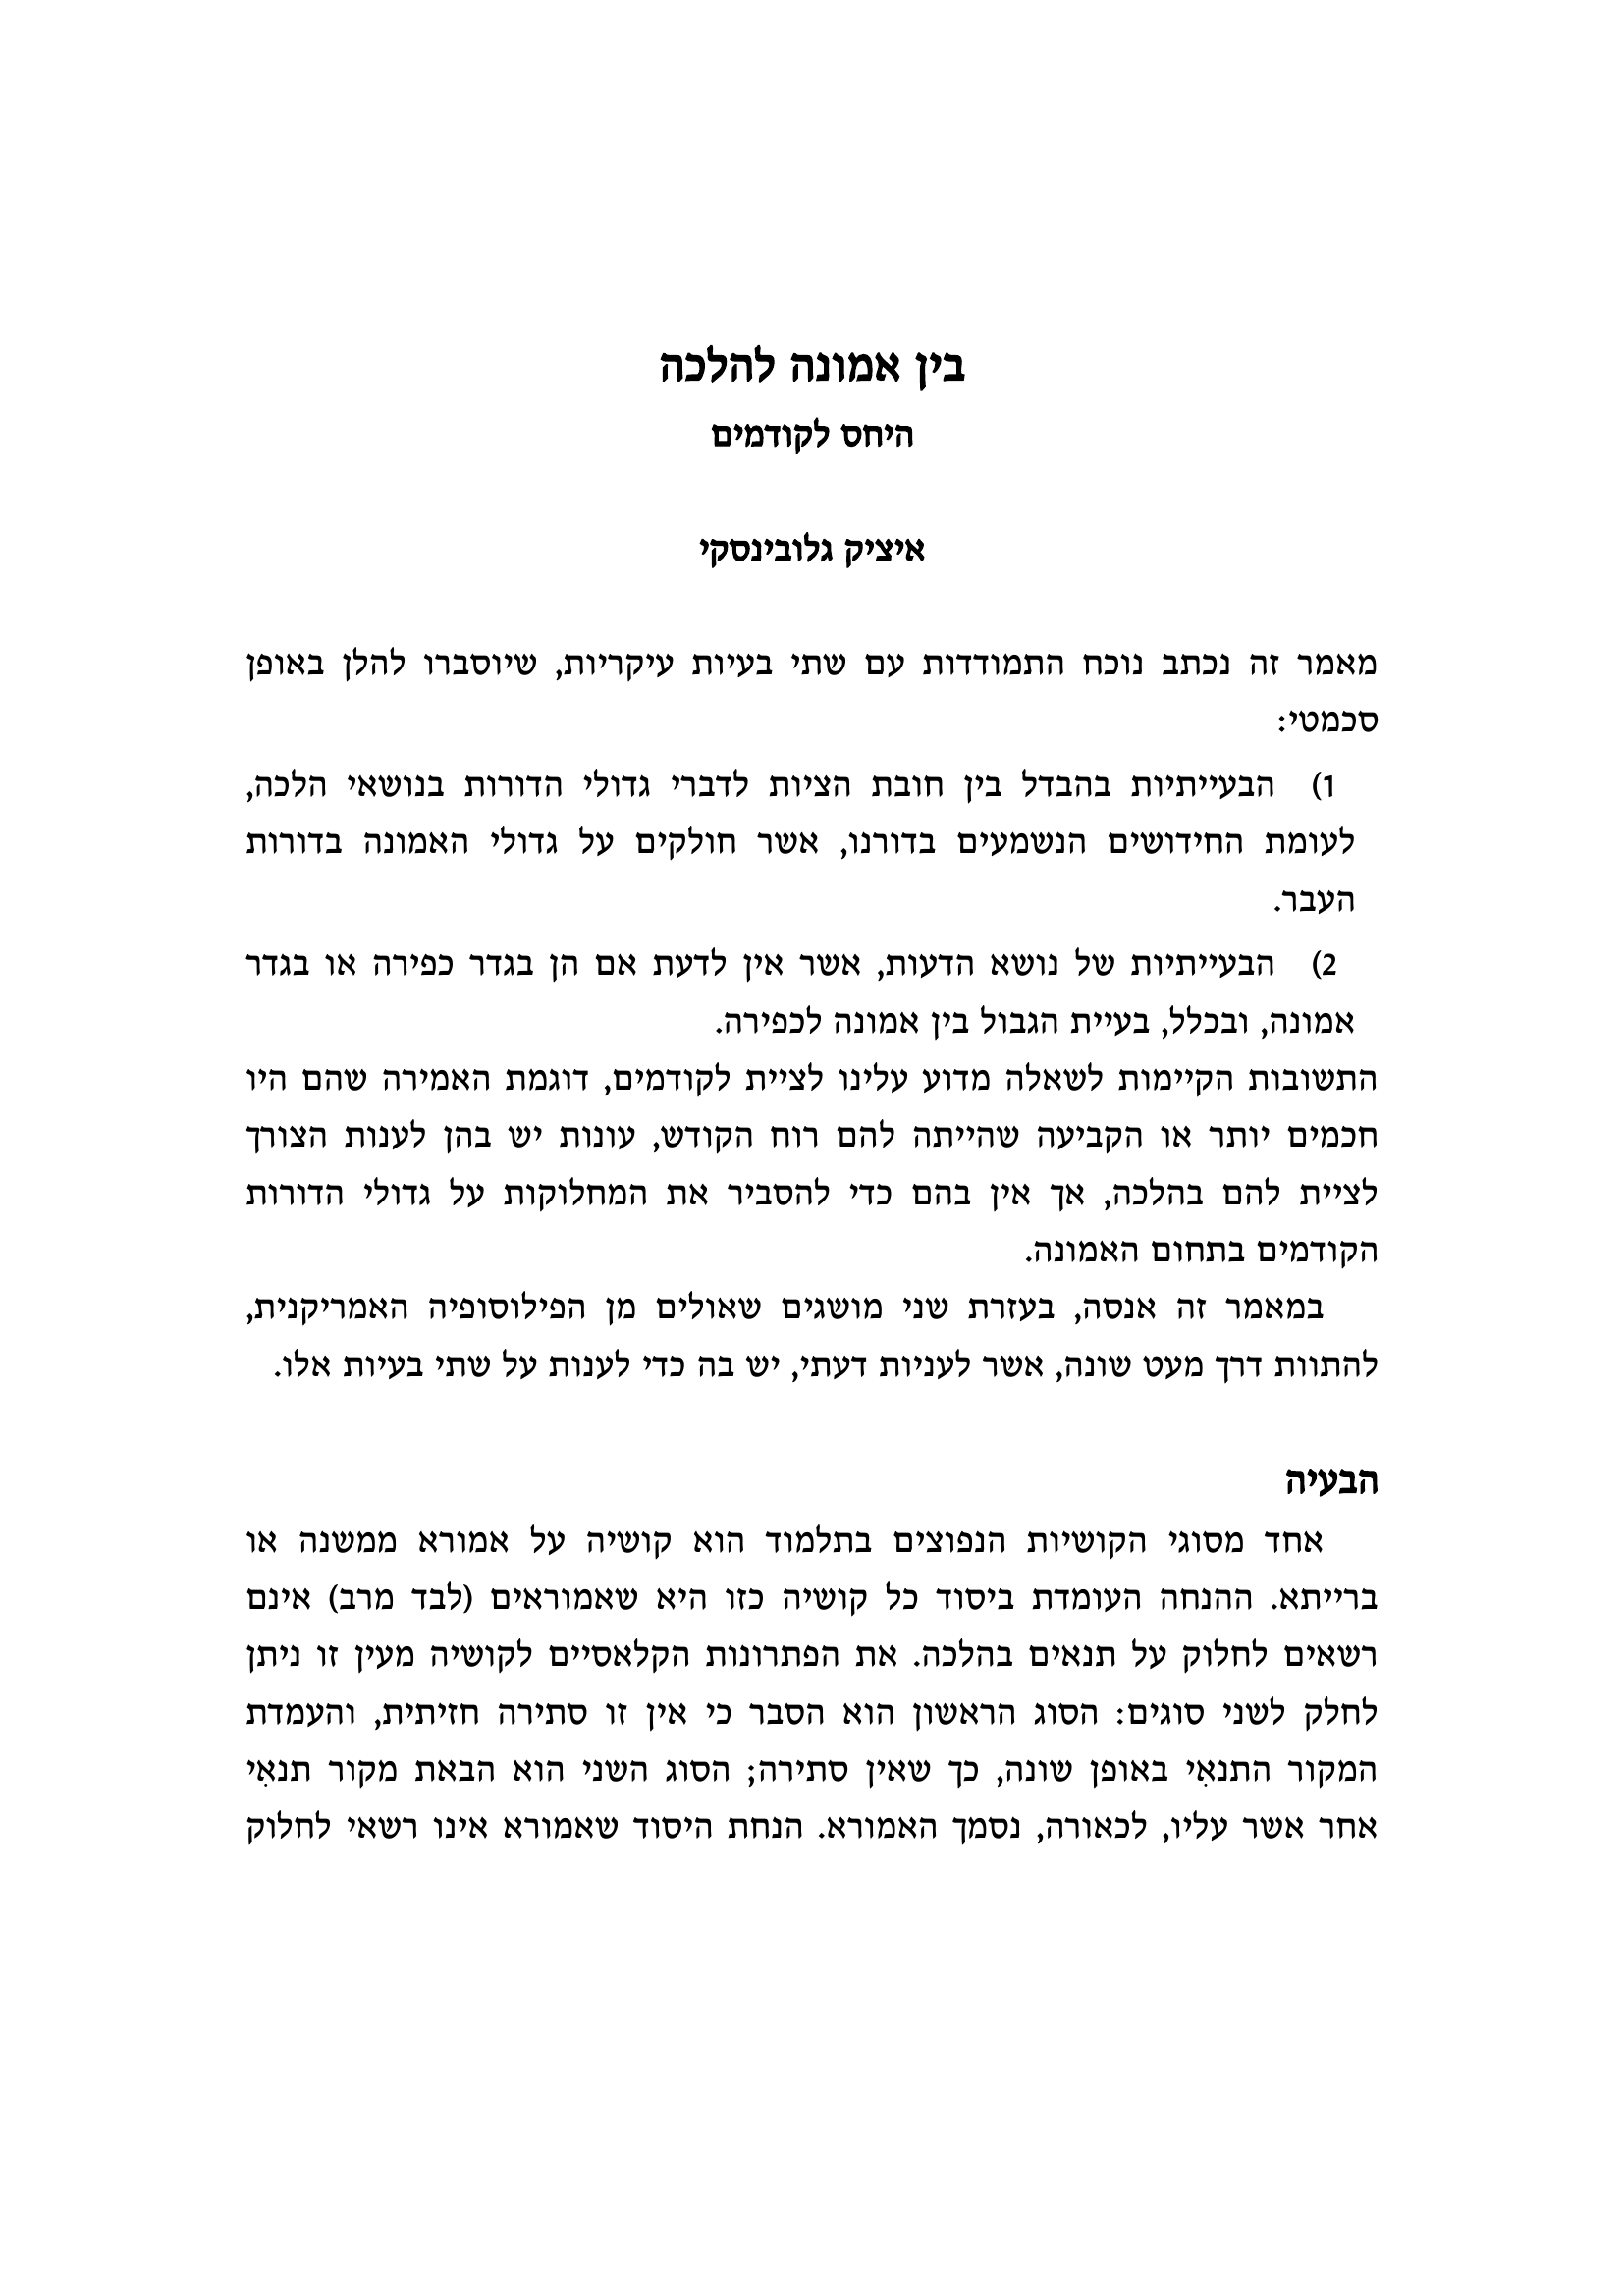 בין אמונה להלכה
היחס לקודמים
איציק גלובינסקי
מאמר זה נכתב נוכח התמודדות עם שתי בעיות עיקריות, שיוסברו להלן באופן
סכמטי:
1) הבעייתיות בהבדל בין חובת הציות לדברי גדולי הדורות בנושאי הלכה,
לעומת החידושים הנשמעים בדורנו, אשר חולקים על גדולי האמונה בדורות
העבר.
2) הבעייתיות של נושא הדעות, אשר אין לדעת אם הן בגדר כפירה או בגדר
אמונה, ובכלל, בעיית הגבול בין אמונה לכפירה.
התשובות הקיימות לשאלה מדוע עלינו לציית לקודמים, דוגמת האמירה שהם היו
חכמים יותר או הקביעה שהייתה להם רוח הקודש, עונות יש בהן לענות הצורך
לציית להם בהלכה, אך אין בהם כדי להסביר את המחלוקות על גדולי הדורות
הקודמים בתחום האמונה.
במאמר זה אנסה, בעזרת שני מושגים שאולים מן הפילוסופיה האמריקנית,
להתוות דרך מעט שונה, אשר לעניות דעתי, יש בה כדי לענות על שתי בעיות אלו.
הבעיה
אחד מסוגי הקושיות הנפוצים בתלמוד הוא קושיה על אמורא ממשנה או
ברייתא. ההנחה העומדת ביסוד כל קושיה כזו היא שאמוראים (לבד מרב) אינם
רשאים לחלוק על תנאים בהלכה. את הפתרונות הקלאסיים לקושיה מעין זו ניתן
לחלק לשני סוגים: הסוג הראשון הוא הסבר כי אין זו סתירה חזיתית, והעמדת
המקור התנאִי באופן שונה, כך שאין סתירה; הסוג השני הוא הבאת מקור תנאִי
אחר אשר עליו, לכאורה, נסמך האמורא. הנחת היסוד שאמורא אינו רשאי לחלוק